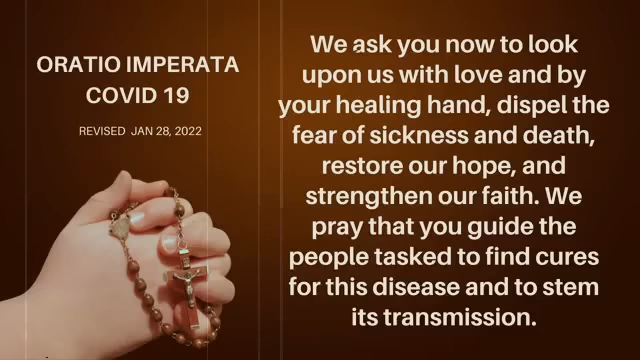 ORATIO IMPERATA
COVID 19
REVISED JAN 28, 2022
We ask you now to look
upon us with love and by
your healing hand, dispel the
fear of sickness and death,
restore our hope, and
strengthen our faith. We
pray that you guide the
people tasked to find cures
for this disease and to stem
its transmission.